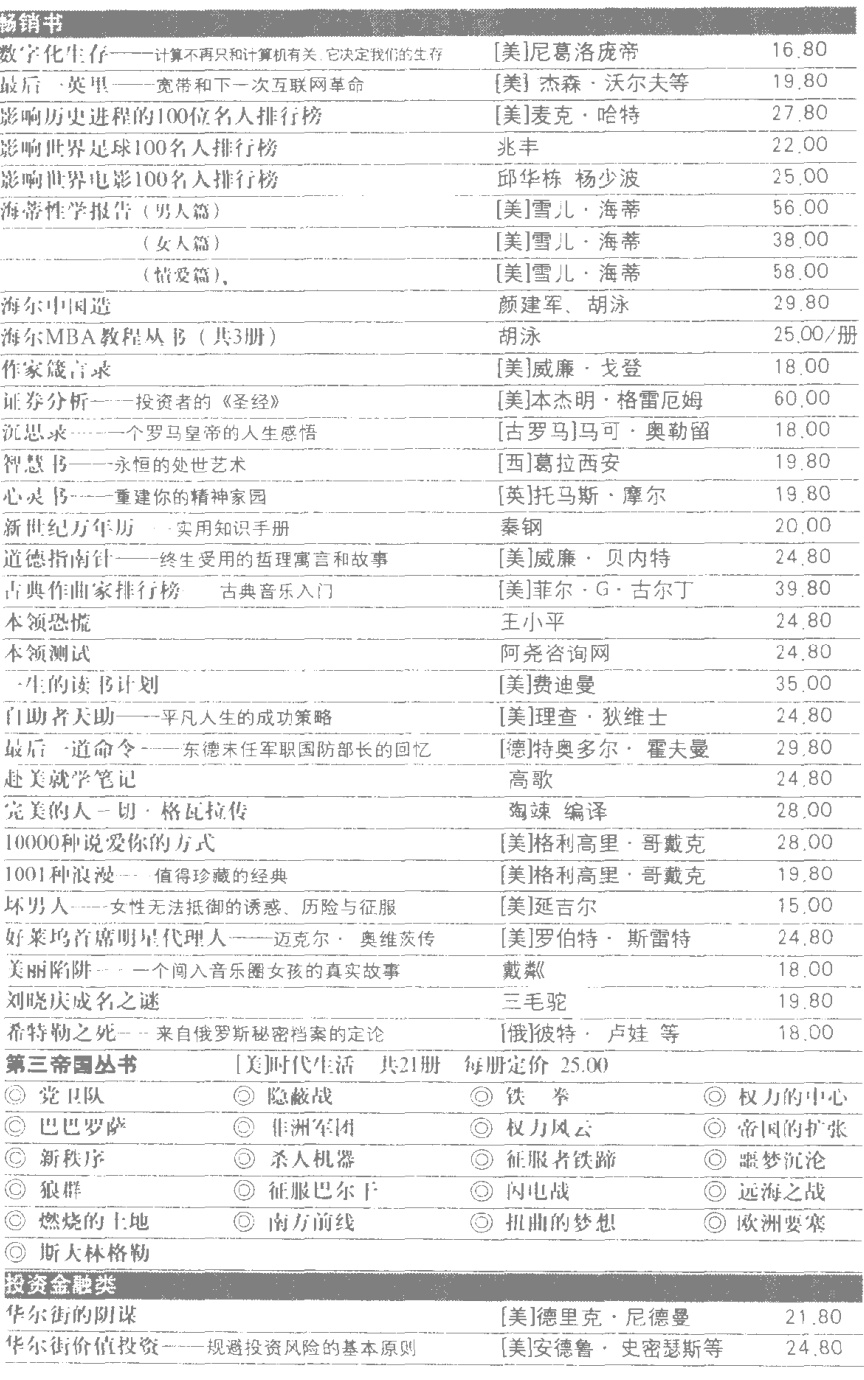 畅销书
数字化生存——计算不再只和计算机有关,它决定我们的生存 [美]尼葛洛庞帝 16.80
最后一英里——宽带和下一次互联网革命 [美]杰森·沃尔夫等 19.80
影响历史进程的100位名人排行榜 [美]麦克·哈特 27.80
影响世界足球100名人排行榜 兆丰 22.00
影响世界电影100名人排行榜 邱华栋 杨少波 25.00
海蒂性学报告(男人篇) [美]雪儿·海蒂 56.00
(女人篇) [美]雪儿·海蒂 38.00
(情爱篇). [美]雪儿·海蒂 58.00
海尔中国造 颜建军、胡泳 29.80
海尔MBA教程丛书(共3册) 胡泳 25.00/册
作家箴言录 [美]威廉·戈登 18.00
证券分析——投资者的《圣经》 [美]本杰明·格雷厄姆 60.00
沉思录——一个罗马皇帝的人生感悟 [古罗马]马可·奥勒留 18.00
智慧书——永恒的处世艺术 [西]葛拉西安 19.80
心灵书——重建你的精神家园 [英]托马斯·摩尔 19.80
新世纪万年历——实用知识手册 秦钢 20.00
道德指南针——终生受用的哲理寓言和故事 [美]威廉·贝内特 24.80
古典作曲家排行榜 古典音乐入门 [美]菲尔·G·古尔丁 39.80
本领恐慌 王小平 24.80
本领测试 阿尧咨询网 24.80
一生的读书计划 [美]费迪曼 35.00
自助者天助——平凡人生的成功策略 [美]理查·狄维士 24.80
最后一道命令——东德末任军职国防部长的回忆 [德]特奥多尔·霍夫曼 29.80
赴美就学笔记 高歌 24.80
完美的人-切·格瓦拉传 陶竦 编译 28.00
10000种说爱你的方式 [美]格利高里·哥戴克 28.00
1001种浪漫——值得珍藏的经典 [美]格利高里·哥戴克 19.80
坏男人——女性无法抵御的诱惑、历险与征服 [美]延吉尔 15.00
好莱坞首席明星代理人——迈克尔·奥维茨传 [美]罗伯特·斯雷特 24.80
美丽陷阱——一个闯入音乐圈女孩的真实故事 戴粼 18.00
刘晓庆成名之谜 三毛驼 19.80
希特勒之死——来自俄罗斯秘密档案的定论 [俄]彼特·卢娃 等 18.00
第三帝国丛书 [美]时代生活 共21册 每册定价 25.00
◎ 党卫队 ◎ 隐蔽战 ◎ 铁 拳 ◎ 权力的中心
◎ 巴巴罗萨 ◎ 非洲军团 ◎ 权力风云 ◎ 帝国的扩张
◎ 新秩序 ◎ 杀人机器 ◎ 征服者铁蹄 ◎ 噩梦沉沦
◎ 狼群 ◎ 征服巴尔干 ◎ 闪电战 ◎ 远海之战
◎ 燃烧的土地 ◎ 南方前线 ◎ 扭曲的梦想 ◎ 欧洲要塞
◎ 斯大林格勒
投资金融类
华尔街的阴谋 [美]德里克·尼德曼 21.80
华尔街价值投资——规避投资风险的基本原则 [美]安德鲁·史密瑟斯等 24.80